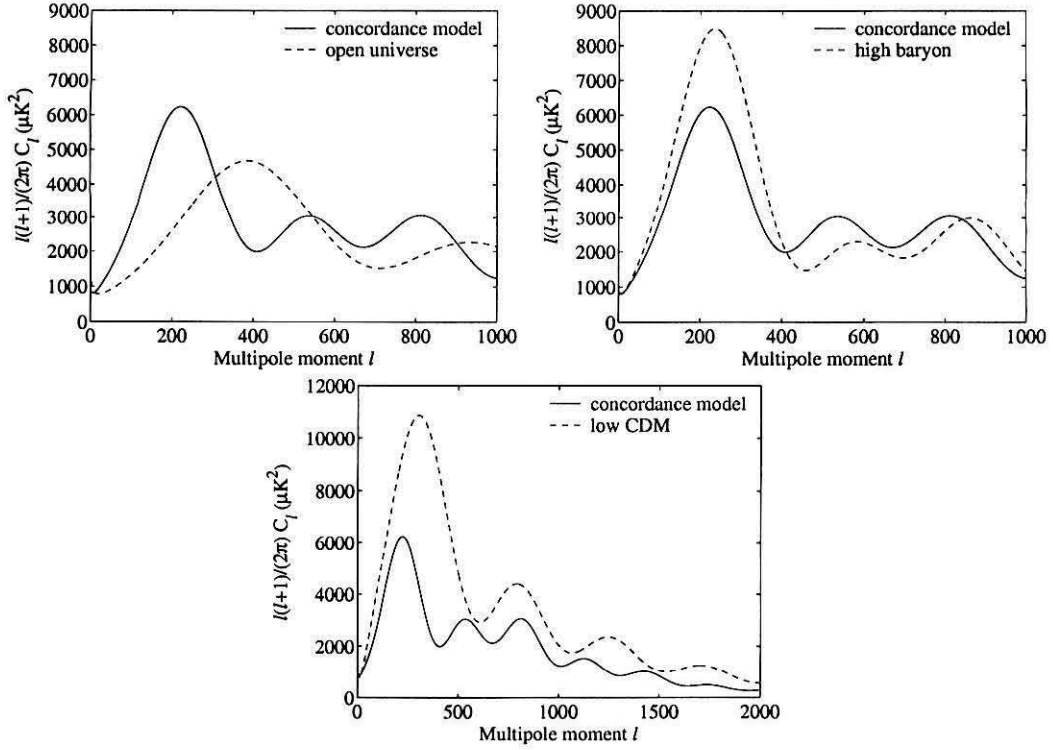 9000
8000
7000
6000
5000
4000
3000
2000
1000
0
l(l+1)/(2π) C_l (μK²)
concordance model
open universe
0 200 400 600 800 1000
Multipole moment l
9000
8000
7000
6000
5000
4000
3000
2000
1000
0
l(l+1)/(2π) C_l (μK²)
concordance model
high baryon
0 200 400 600 800 1000
Multipole moment l
12000
10000
8000
6000
4000
2000
0
l(l+1)/(2π) C_l (μK²)
concordance model
low CDM
0 500 1000 1500 2000
Multipole moment l